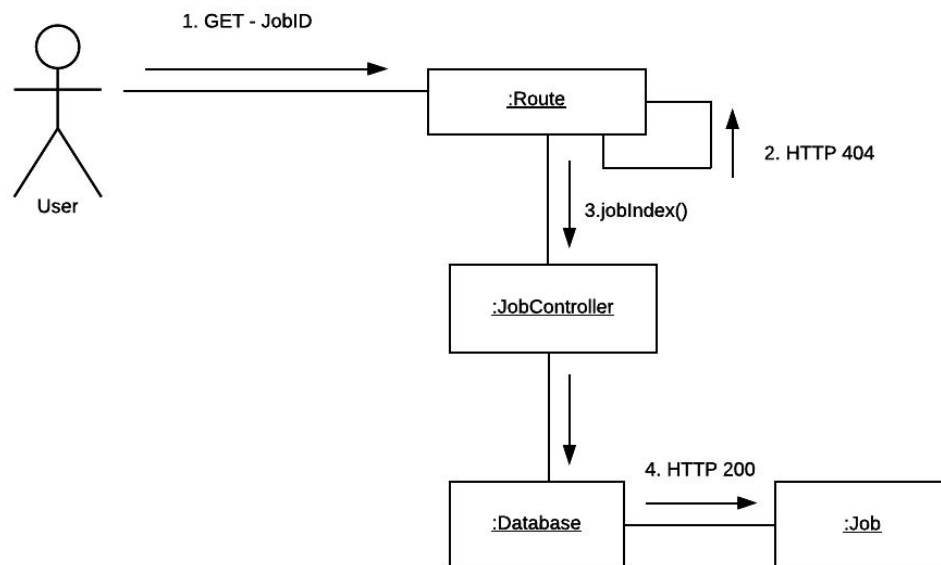 1. GET - JobID
:Route
2. HTTP 404
User
3.jobIndex()
:JobController
4. HTTP 200
:Database
:Job